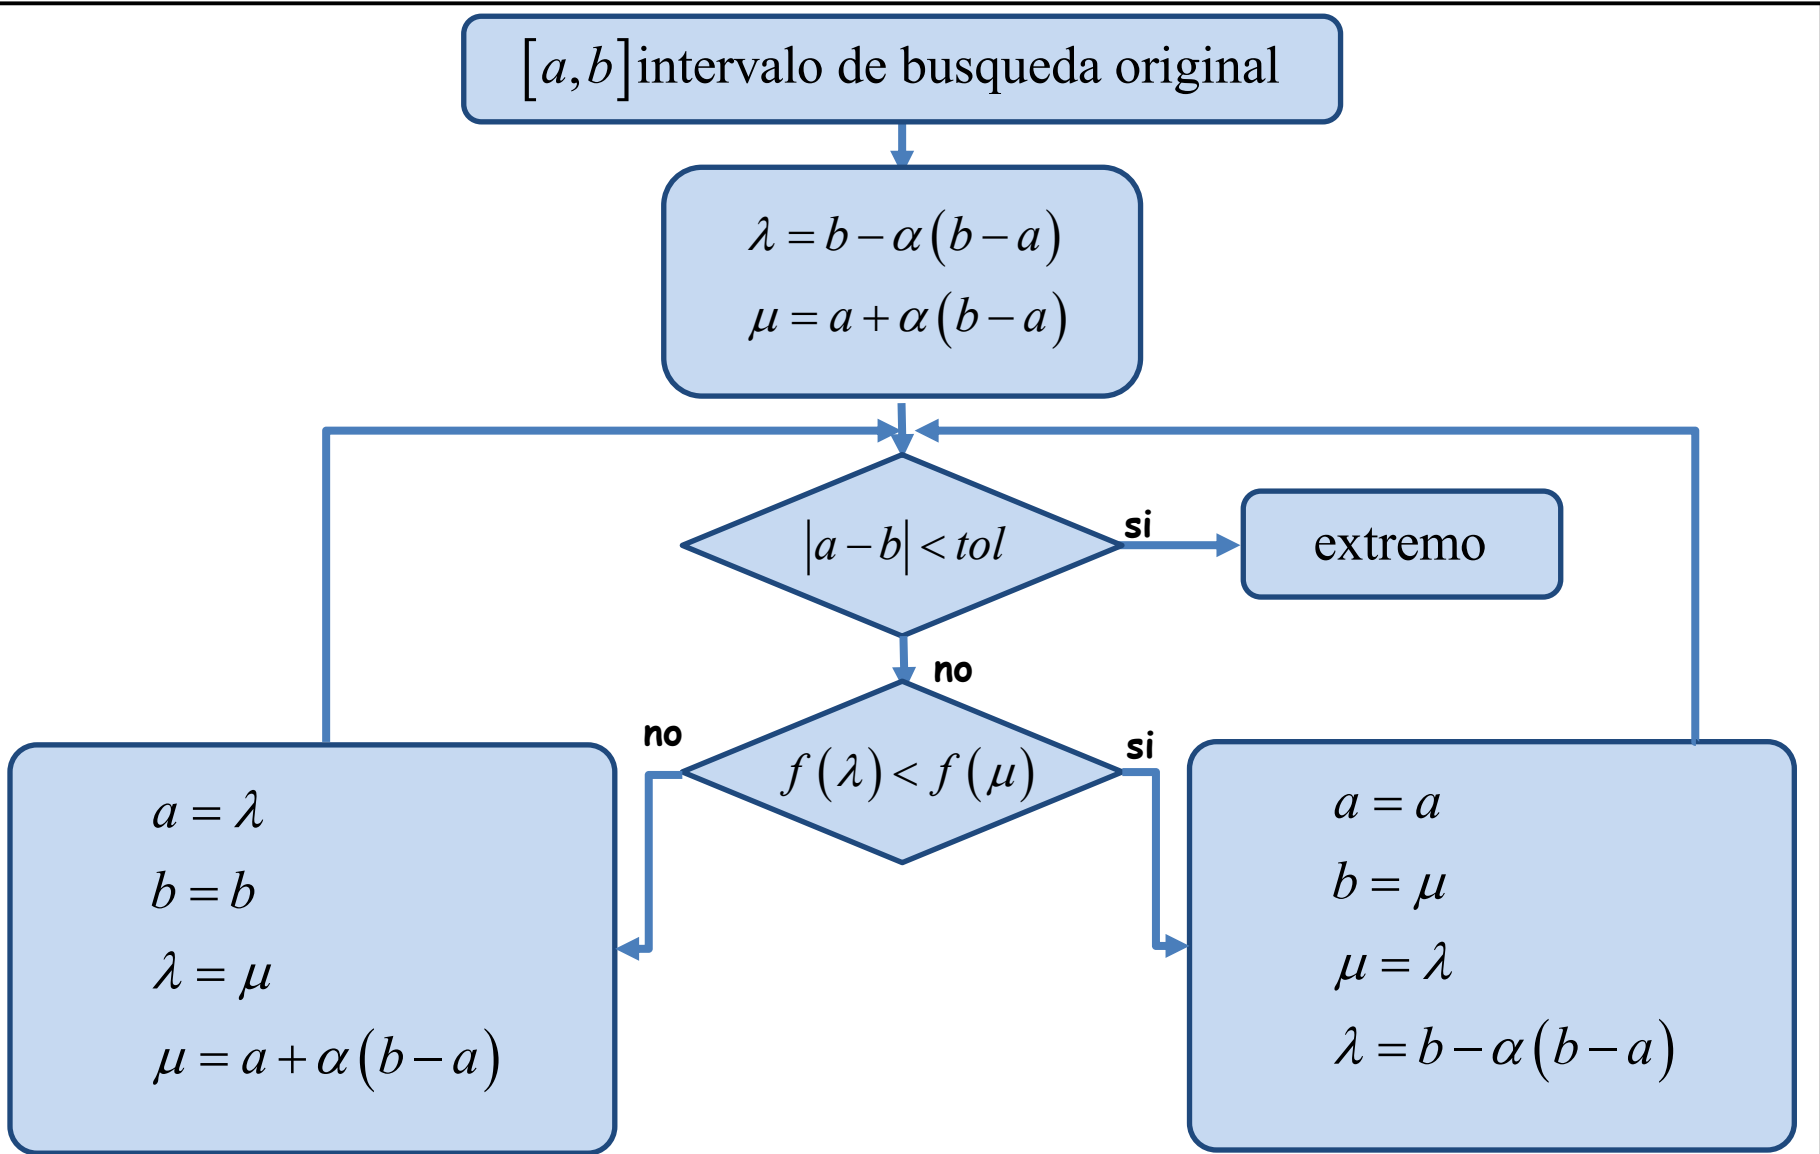 [a,b] intervalo de busqueda original
λ = b − α(b − a)
μ = a + α(b − a)
|a − b| < tol
si
extremo
no
no
f(λ) < f(μ)
si
a = λ
b = b
λ = μ
μ = a + α(b − a)
a = a
b = μ
μ = λ
λ = b − α(b − a)